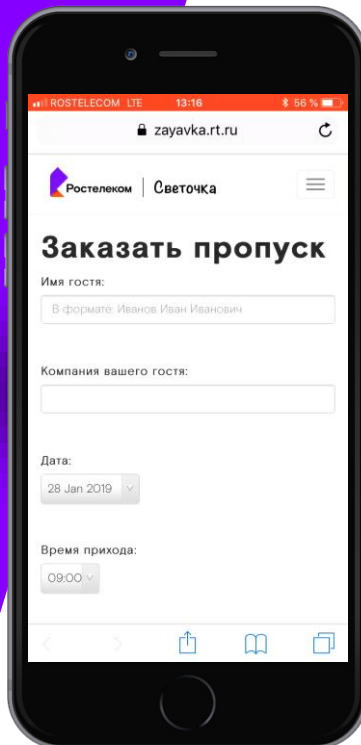 ROSTELECOM LTE 13:16 56 %
zayavka.rt.ru
Ростелеком | Светочка
Заказать пропуск
Имя гостя:
В формате: Иванов Иван Иванович
Компания вашего гостя:
Дата:
28 Jan 2019
Время прихода:
09:00